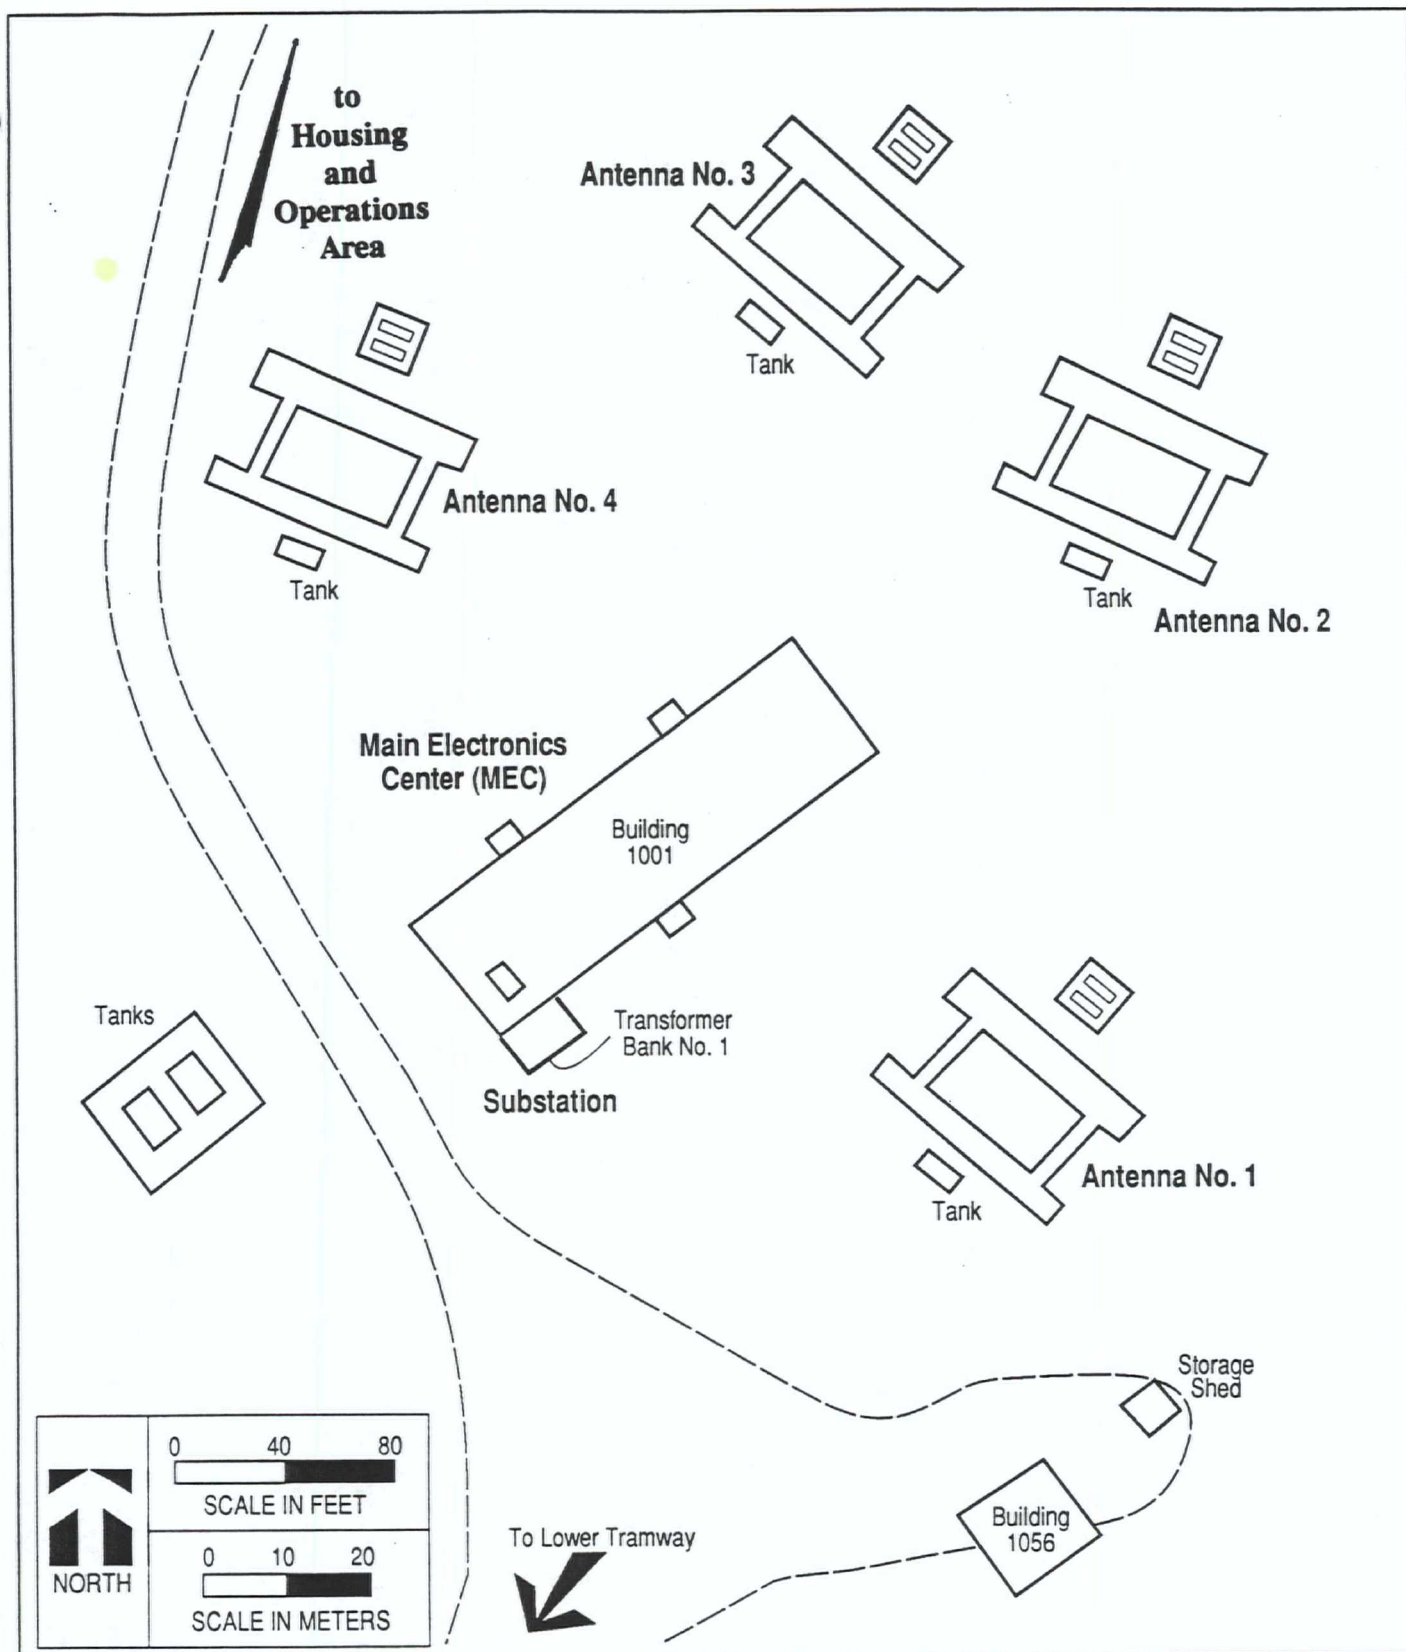 to
Housing
and
Operations
Area
Antenna No. 3
Tank
Antenna No. 4
Tank
Tank
Antenna No. 2
Main Electronics
Center (MEC)
Building
1001
Tanks
Transformer
Bank No. 1
Substation
Antenna No. 1
Tank
Storage
Shed
Building
1056
To Lower Tramway
0 40 80
SCALE IN FEET
0 10 20
SCALE IN METERS
NORTH